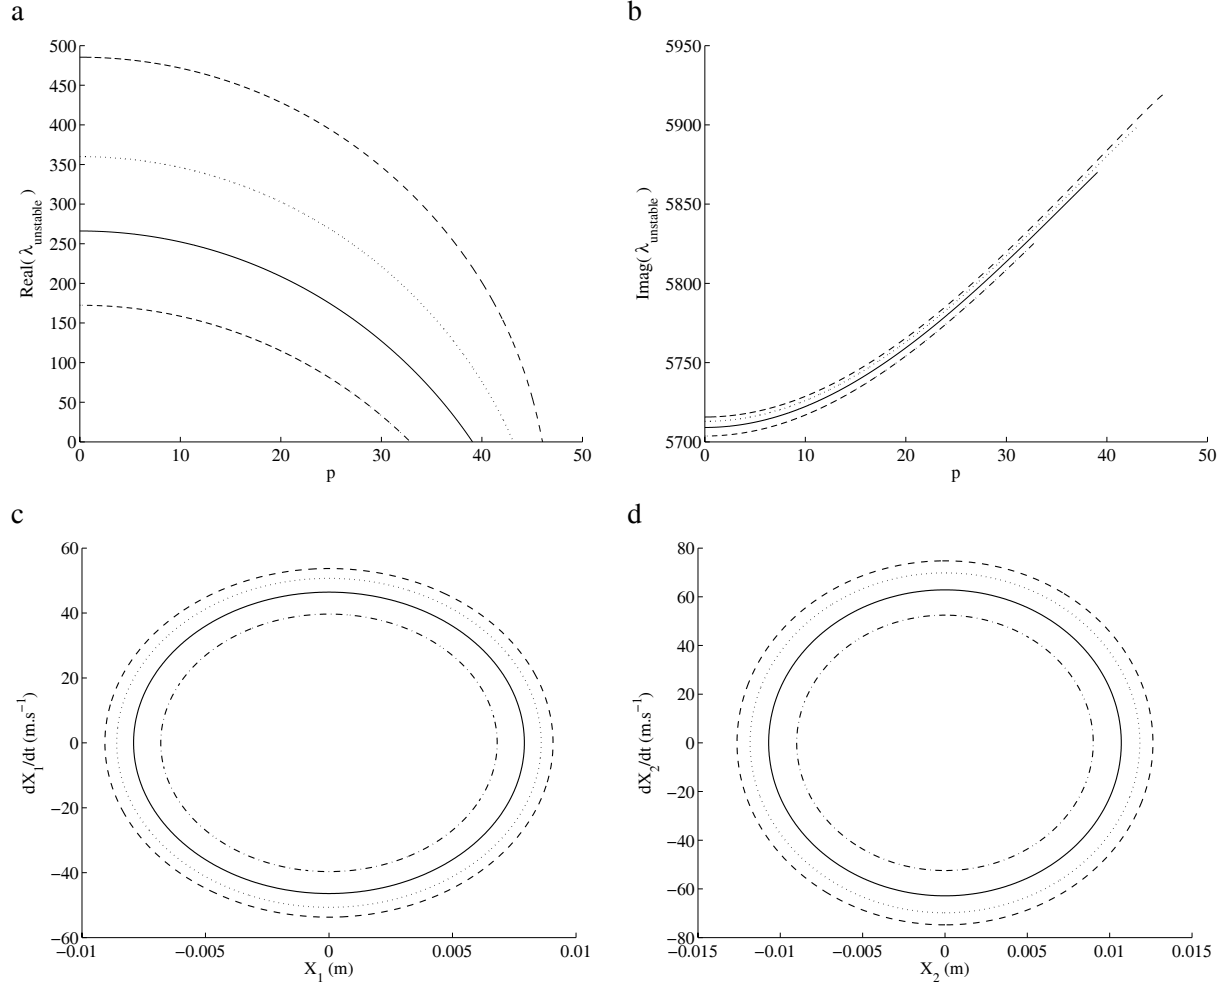 a
500
450
400
350
300
250
200
150
100
50
0
Real( λunstable )
0 10 20 30 40 50
p
b
5950
5900
5850
5800
5750
5700
Imag( λunstable )
0 10 20 30 40 50
p
c
60
40
20
0
−20
−40
−60
dX1/dt (m.s−1)
−0.01 −0.005 0 0.005 0.01
X1 (m)
d
80
60
40
20
0
−20
−40
−60
−80
dX2/dt (m.s−1)
−0.015 −0.01 −0.005 0 0.005 0.01 0.015
X2 (m)